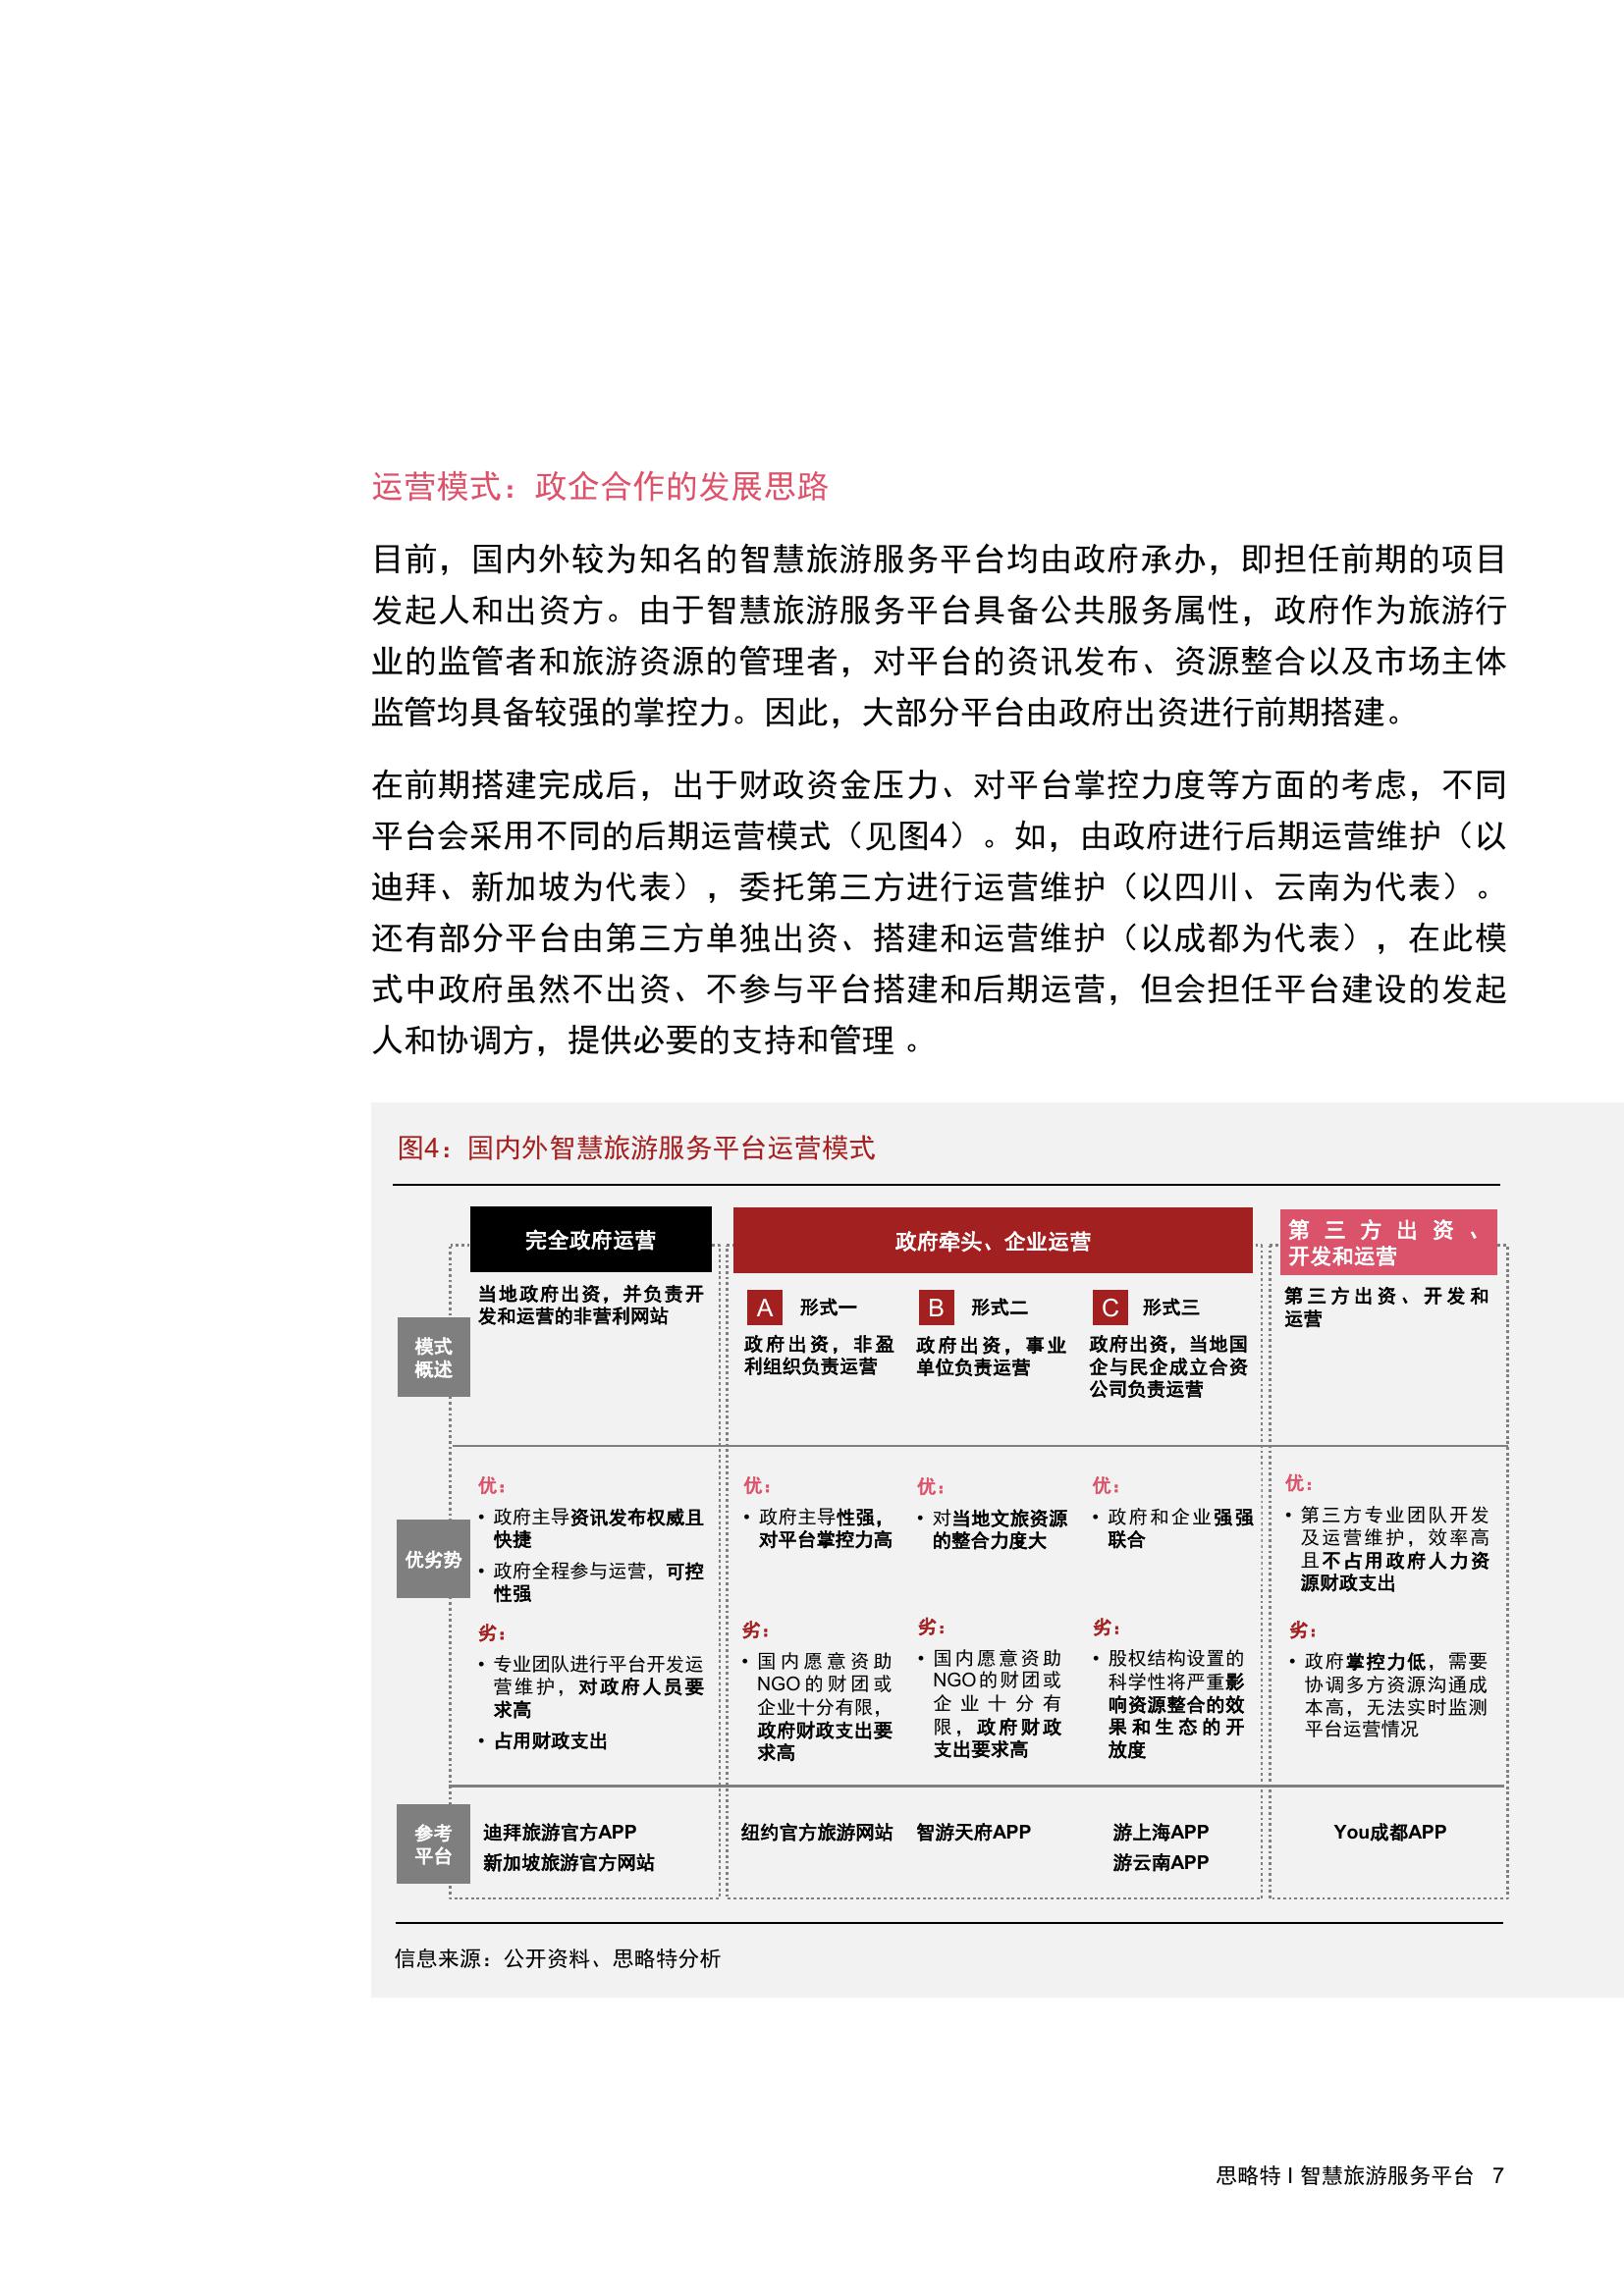 运营模式：政企合作的发展思路
目前，国内外较为知名的智慧旅游服务平台均由政府承办，即担任前期的项目
发起人和出资方。由于智慧旅游服务平台具备公共服务属性，政府作为旅游行
业的监管者和旅游资源的管理者，对平台的资讯发布、资源整合以及市场主体
监管均具备较强的掌控力。因此，大部分平台由政府出资进行前期搭建。
在前期搭建完成后，出于财政资金压力、对平台掌控力度等方面的考虑，不同
平台会采用不同的后期运营模式（见图4）。如，由政府进行后期运营维护（以
迪拜、新加坡为代表），委托第三方进行运营维护（以四川、云南为代表）。
还有部分平台由第三方单独出资、搭建和运营维护（以成都为代表），在此模
式中政府虽然不出资、不参与平台搭建和后期运营，但会担任平台建设的发起
人和协调方，提供必要的支持和管理 。
图4：国内外智慧旅游服务平台运营模式
完全政府运营
政府牵头、企业运营
第三方出资、
开发和运营
模式
概述
当地政府出资，并负责开
发和运营的非营利网站
A 形式一
政府出资，非盈
利组织负责运营
B 形式二
政府出资，事业
单位负责运营
C 形式三
政府出资，当地国
企与民企成立合资
公司负责运营
第三方出资、开发和
运营
优劣势
优：
• 政府主导资讯发布权威且
快捷
• 政府全程参与运营，可控
性强
劣：
• 专业团队进行平台开发运
营维护，对政府人员要
求高
• 占用财政支出
优：
• 政府主导性强，
对平台掌控力高
劣：
• 国内愿意资助
NGO的财团或
企业十分有限，
政府财政支出要
求高
优：
• 对当地文旅资源
的整合力度大
劣：
• 国内愿意资助
NGO的财团或
企业十分有
限，政府财政
支出要求高
优：
• 政府和企业强强
联合
劣：
• 股权结构设置的
科学性将严重影
响资源整合的效
果和生态的开
放度
优：
• 第三方专业团队开发
及运营维护，效率高
且不占用政府人力资
源财政支出
劣：
• 政府掌控力低，需要
协调多方资源沟通成
本高，无法实时监测
平台运营情况
参考
平台
迪拜旅游官方APP
新加坡旅游官方网站
纽约官方旅游网站
智游天府APP
游上海APP
游云南APP
You成都APP
信息来源：公开资料、思略特分析
思略特 I 智慧旅游服务平台 7